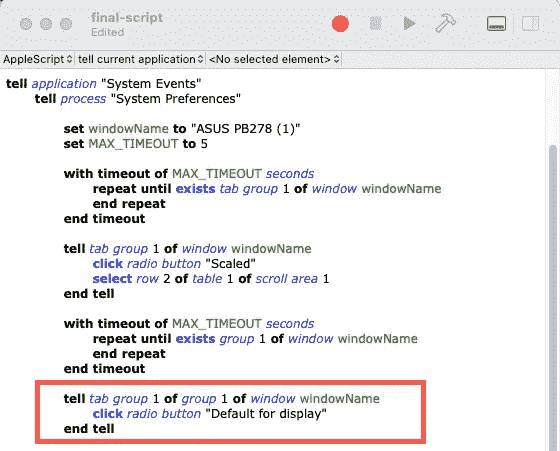 final-script
Edited
AppleScript tell current application <No selected element>
tell application "System Events"
tell process "System Preferences"
set windowName to "ASUS PB278 (1)"
set MAX_TIMEOUT to 5
with timeout of MAX_TIMEOUT seconds
repeat until exists tab group 1 of window windowName
end repeat
end timeout
tell tab group 1 of window windowName
click radio button "Scaled"
select row 2 of table 1 of scroll area 1
end tell
with timeout of MAX_TIMEOUT seconds
repeat until exists group 1 of window windowName
end repeat
end timeout
tell tab group 1 of group 1 of window windowName
click radio button "Default for display"
end tell